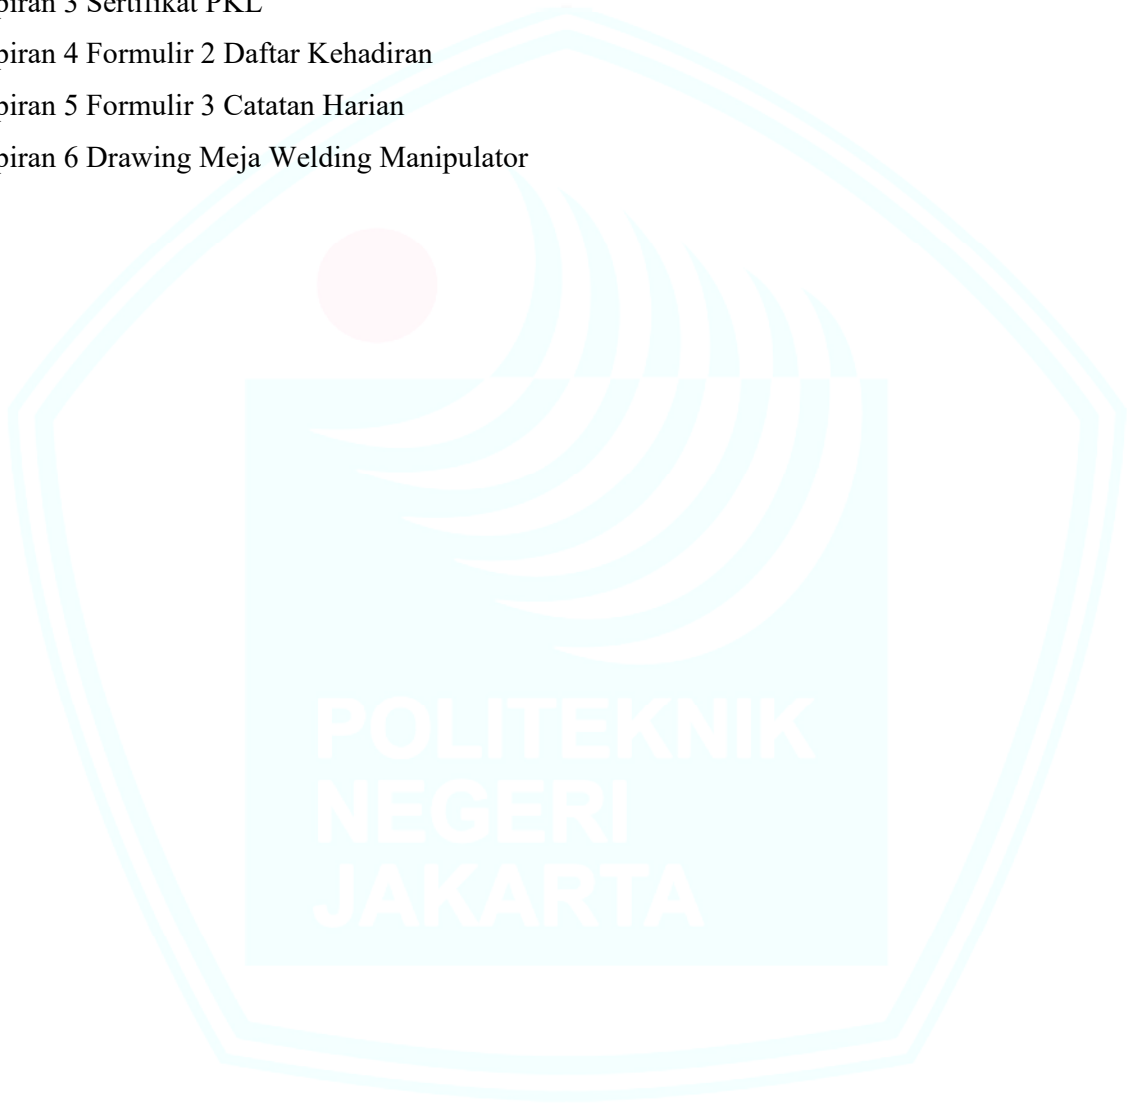 piran 3 Sertifikat PKL
piran 4 Formulir 2 Daftar Kehadiran
piran 5 Formulir 3 Catatan Harian
piran 6 Drawing Meja Welding Manipulator
POLITEKNIK
NEGERI
JAKARTA